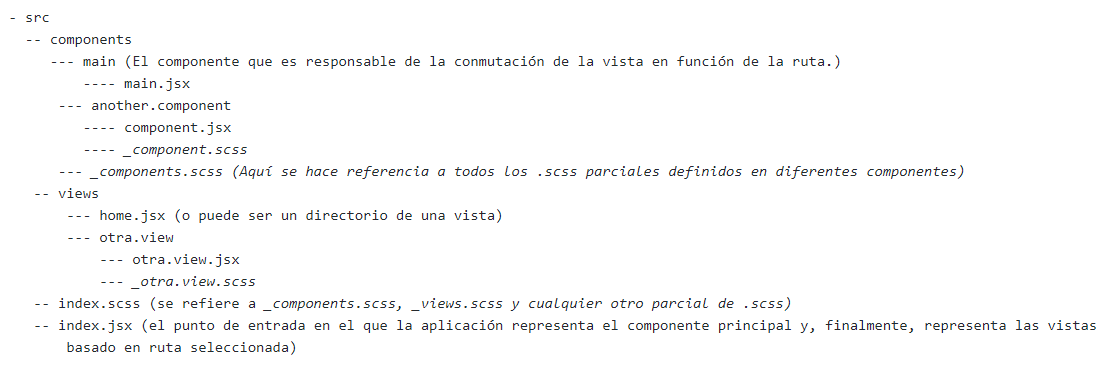 - src
-- components
--- main (El componente que es responsable de la conmutación de la vista en función de la ruta.)
---- main.jsx
--- another.component
---- component.jsx
---- _component.scss
--- _components.scss (Aquí se hace referencia a todos los .scss parciales definidos en diferentes componentes)
-- views
--- home.jsx (o puede ser un directorio de una vista)
--- otra.view
--- otra.view.jsx
--- _otra.view.scss
-- index.scss (se refiere a _components.scss, _views.scss y cualquier otro parcial de .scss)
-- index.jsx (el punto de entrada en el que la aplicación representa el componente principal y, finalmente, representa las vistas
basado en ruta seleccionada)